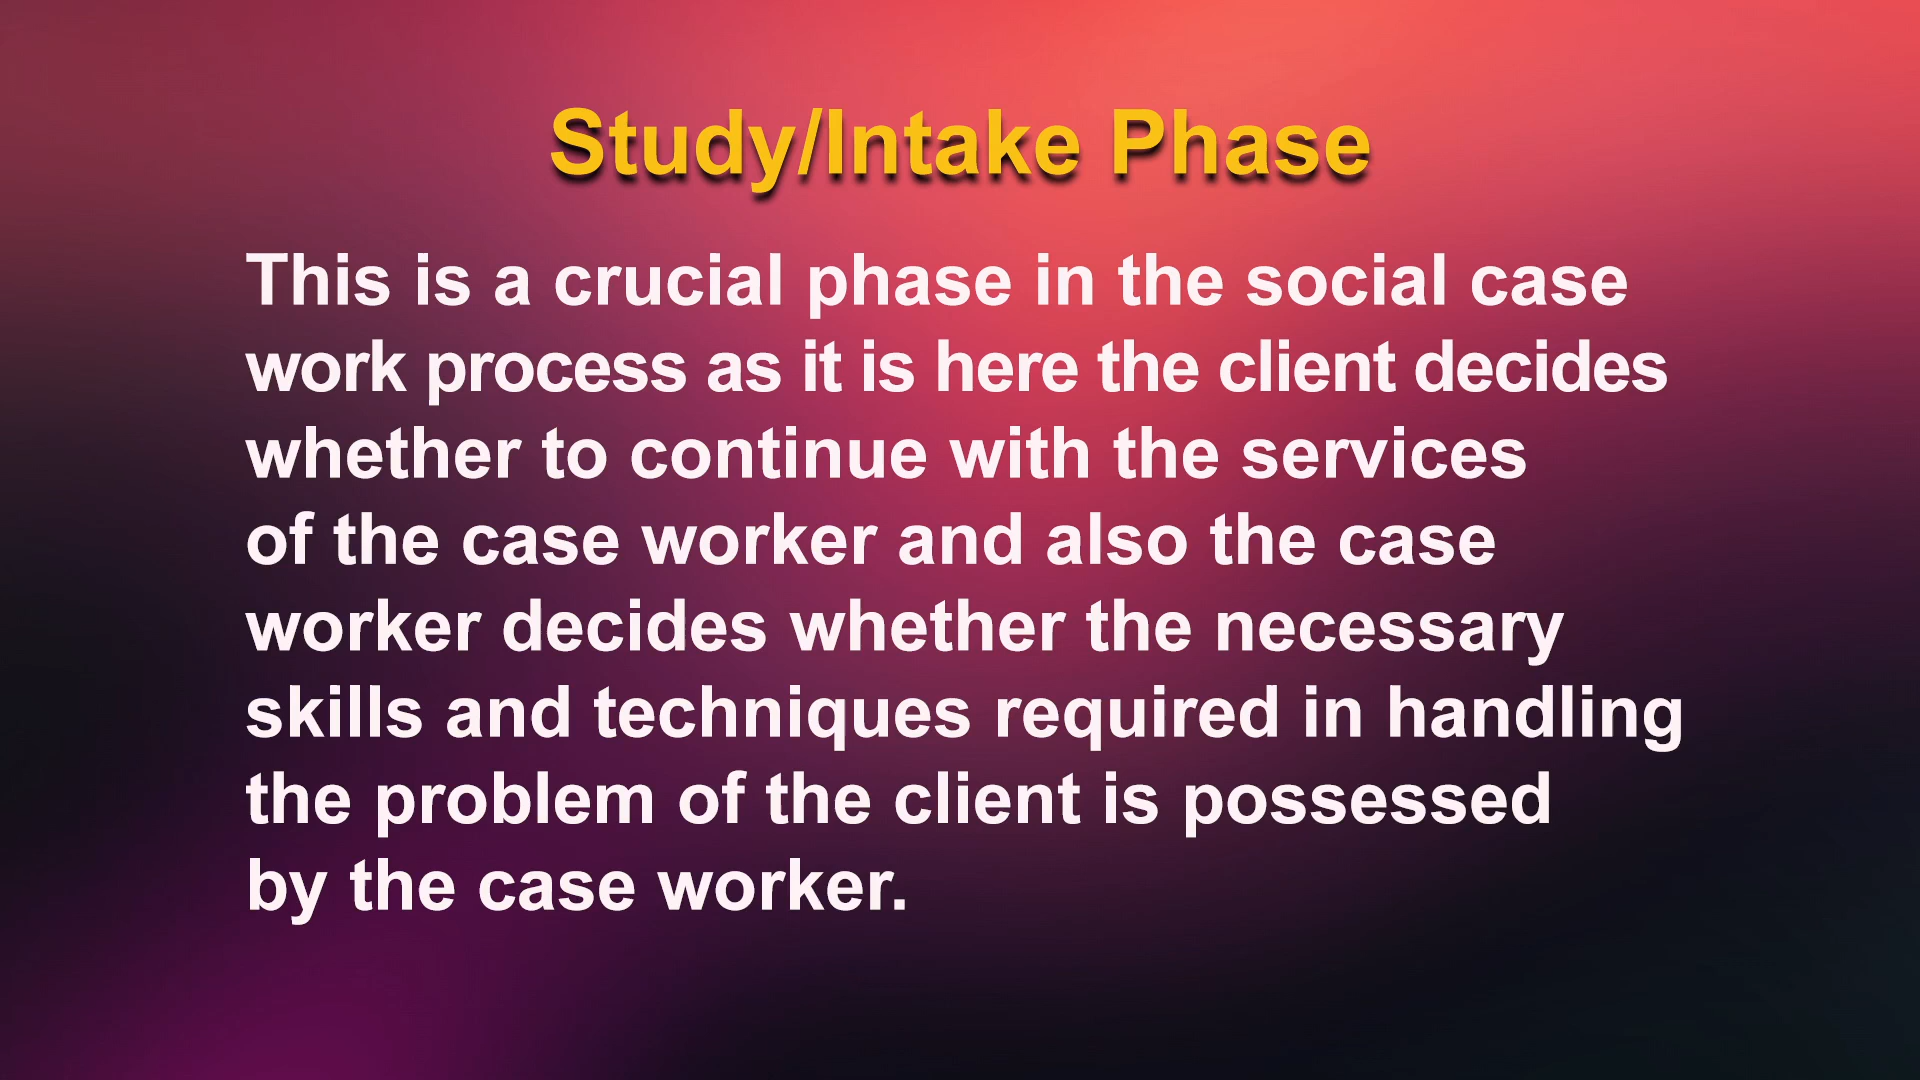 Study/Intake Phase
This is a crucial phase in the social case
work process as it is here the client decides
whether to continue with the services
of the case worker and also the case
worker decides whether the necessary
skills and techniques required in handling
the problem of the client is possessed
by the case worker.